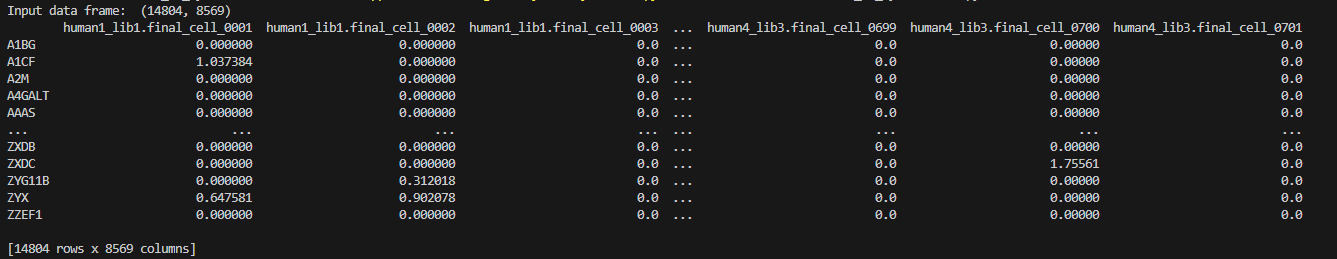 Input data frame:  (14804, 8569)
human1_lib1.final_cell_0001 human1_lib1.final_cell_0002 human1_lib1.final_cell_0003 ... human4_lib3.final_cell_0699 human4_lib3.final_cell_0700 human4_lib3.final_cell_0701
A1BG 0.000000 0.000000 0.0 ... 0.0 0.00000 0.0
A1CF 1.037384 0.000000 0.0 ... 0.0 0.00000 0.0
A2M 0.000000 0.000000 0.0 ... 0.0 0.00000 0.0
A4GALT 0.000000 0.000000 0.0 ... 0.0 0.00000 0.0
AAAS 0.000000 0.000000 0.0 ... 0.0 0.00000 0.0
... ... ... ... ... ... ... ...
ZXDB 0.000000 0.000000 0.0 ... 0.0 0.00000 0.0
ZXDC 0.000000 0.000000 0.0 ... 0.0 1.75561 0.0
ZYG11B 0.000000 0.312018 0.0 ... 0.0 0.00000 0.0
ZYX 0.647581 0.902078 0.0 ... 0.0 0.00000 0.0
ZZEF1 0.000000 0.000000 0.0 ... 0.0 0.00000 0.0
[14804 rows x 8569 columns]